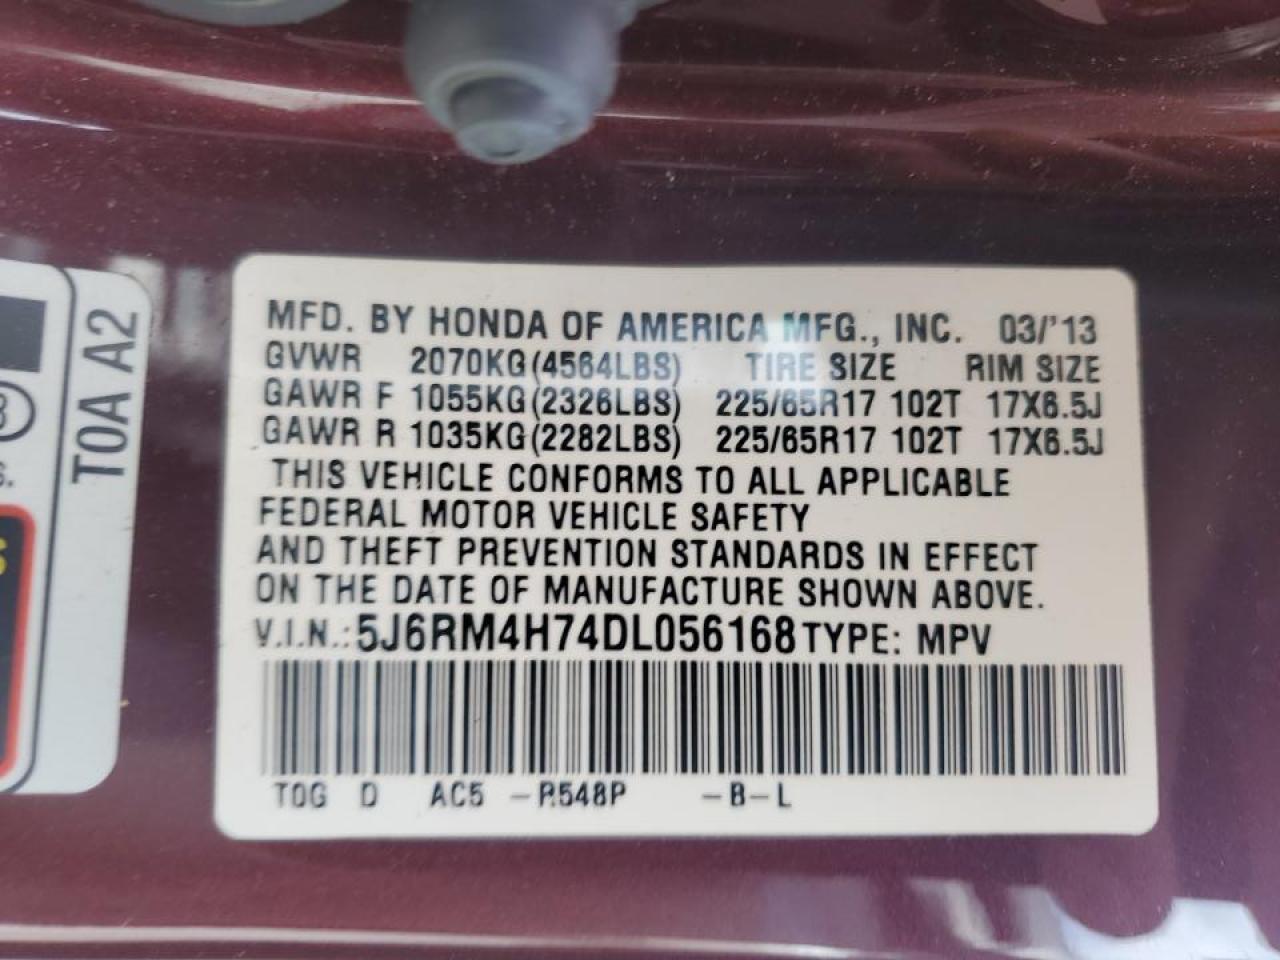 MFD. BY HONDA OF AMERICA MFG., INC. 03/'13
GVWR 2070KG(4564LBS) TIRE SIZE RIM SIZE
GAWR F 1055KG(2326LBS) 225/65R17 102T 17X6.5J
GAWR R 1035KG(2282LBS) 225/65R17 102T 17X6.5J
THIS VEHICLE CONFORMS TO ALL APPLICABLE
FEDERAL MOTOR VEHICLE SAFETY
AND THEFT PREVENTION STANDARDS IN EFFECT
ON THE DATE OF MANUFACTURE SHOWN ABOVE.
V.I.N.: 5J6RM4H74DL056168 TYPE: MPV
T0G D AC5 -R548P -B-L
T0A A2